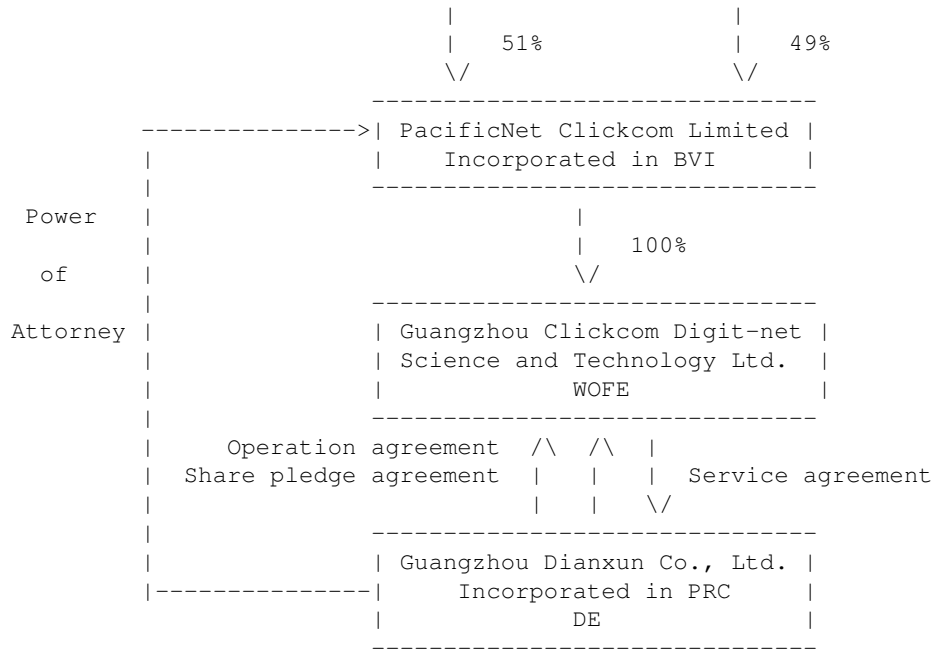 51% 49%
PacificNet Clickcom Limited
Incorporated in BVI
Power
100%
of
Attorney Guangzhou Clickcom Digit-net
Science and Technology Ltd.
WOFE
Operation agreement
Share pledge agreement Service agreement
Guangzhou Dianxun Co., Ltd.
Incorporated in PRC
DE